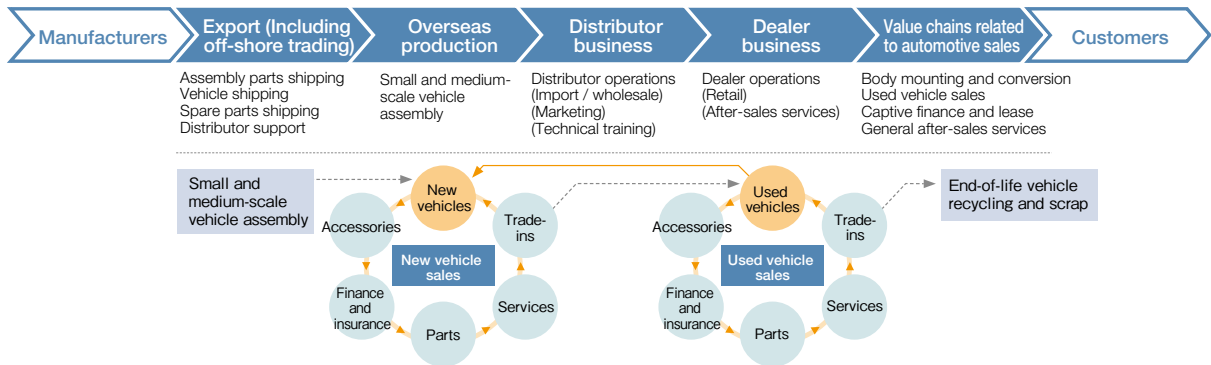 Manufacturers
Export (Including
off-shore trading)
Overseas
production
Distributor
business
Dealer
business
Value chains related
to automotive sales
Customers
Assembly parts shipping
Vehicle shipping
Spare parts shipping
Distributor support
Small and medium-
scale vehicle
assembly
Distributor operations
(Import / wholesale)
(Marketing)
(Technical training)
Dealer operations
(Retail)
(After-sales services)
Body mounting and conversion
Used vehicle sales
Captive finance and lease
General after-sales services
Small and
medium-scale
vehicle assembly
New
vehicles
Accessories
Trade-
ins
New vehicle
sales
Finance
and
insurance
Services
Parts
Used
vehicles
Accessories
Trade-
ins
Used vehicle
sales
Finance
and
insurance
Services
Parts
End-of-life vehicle
recycling and scrap